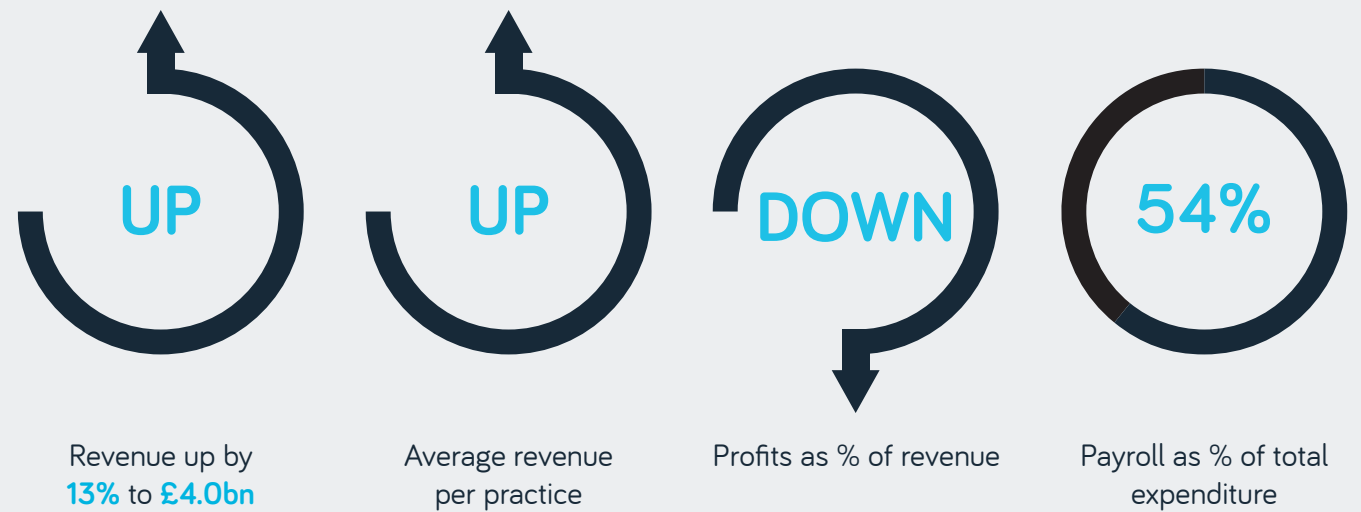 UP
Revenue up by
13% to £4.0bn
UP
Average revenue
per practice
DOWN
Profits as % of revenue
54%
Payroll as % of total
expenditure